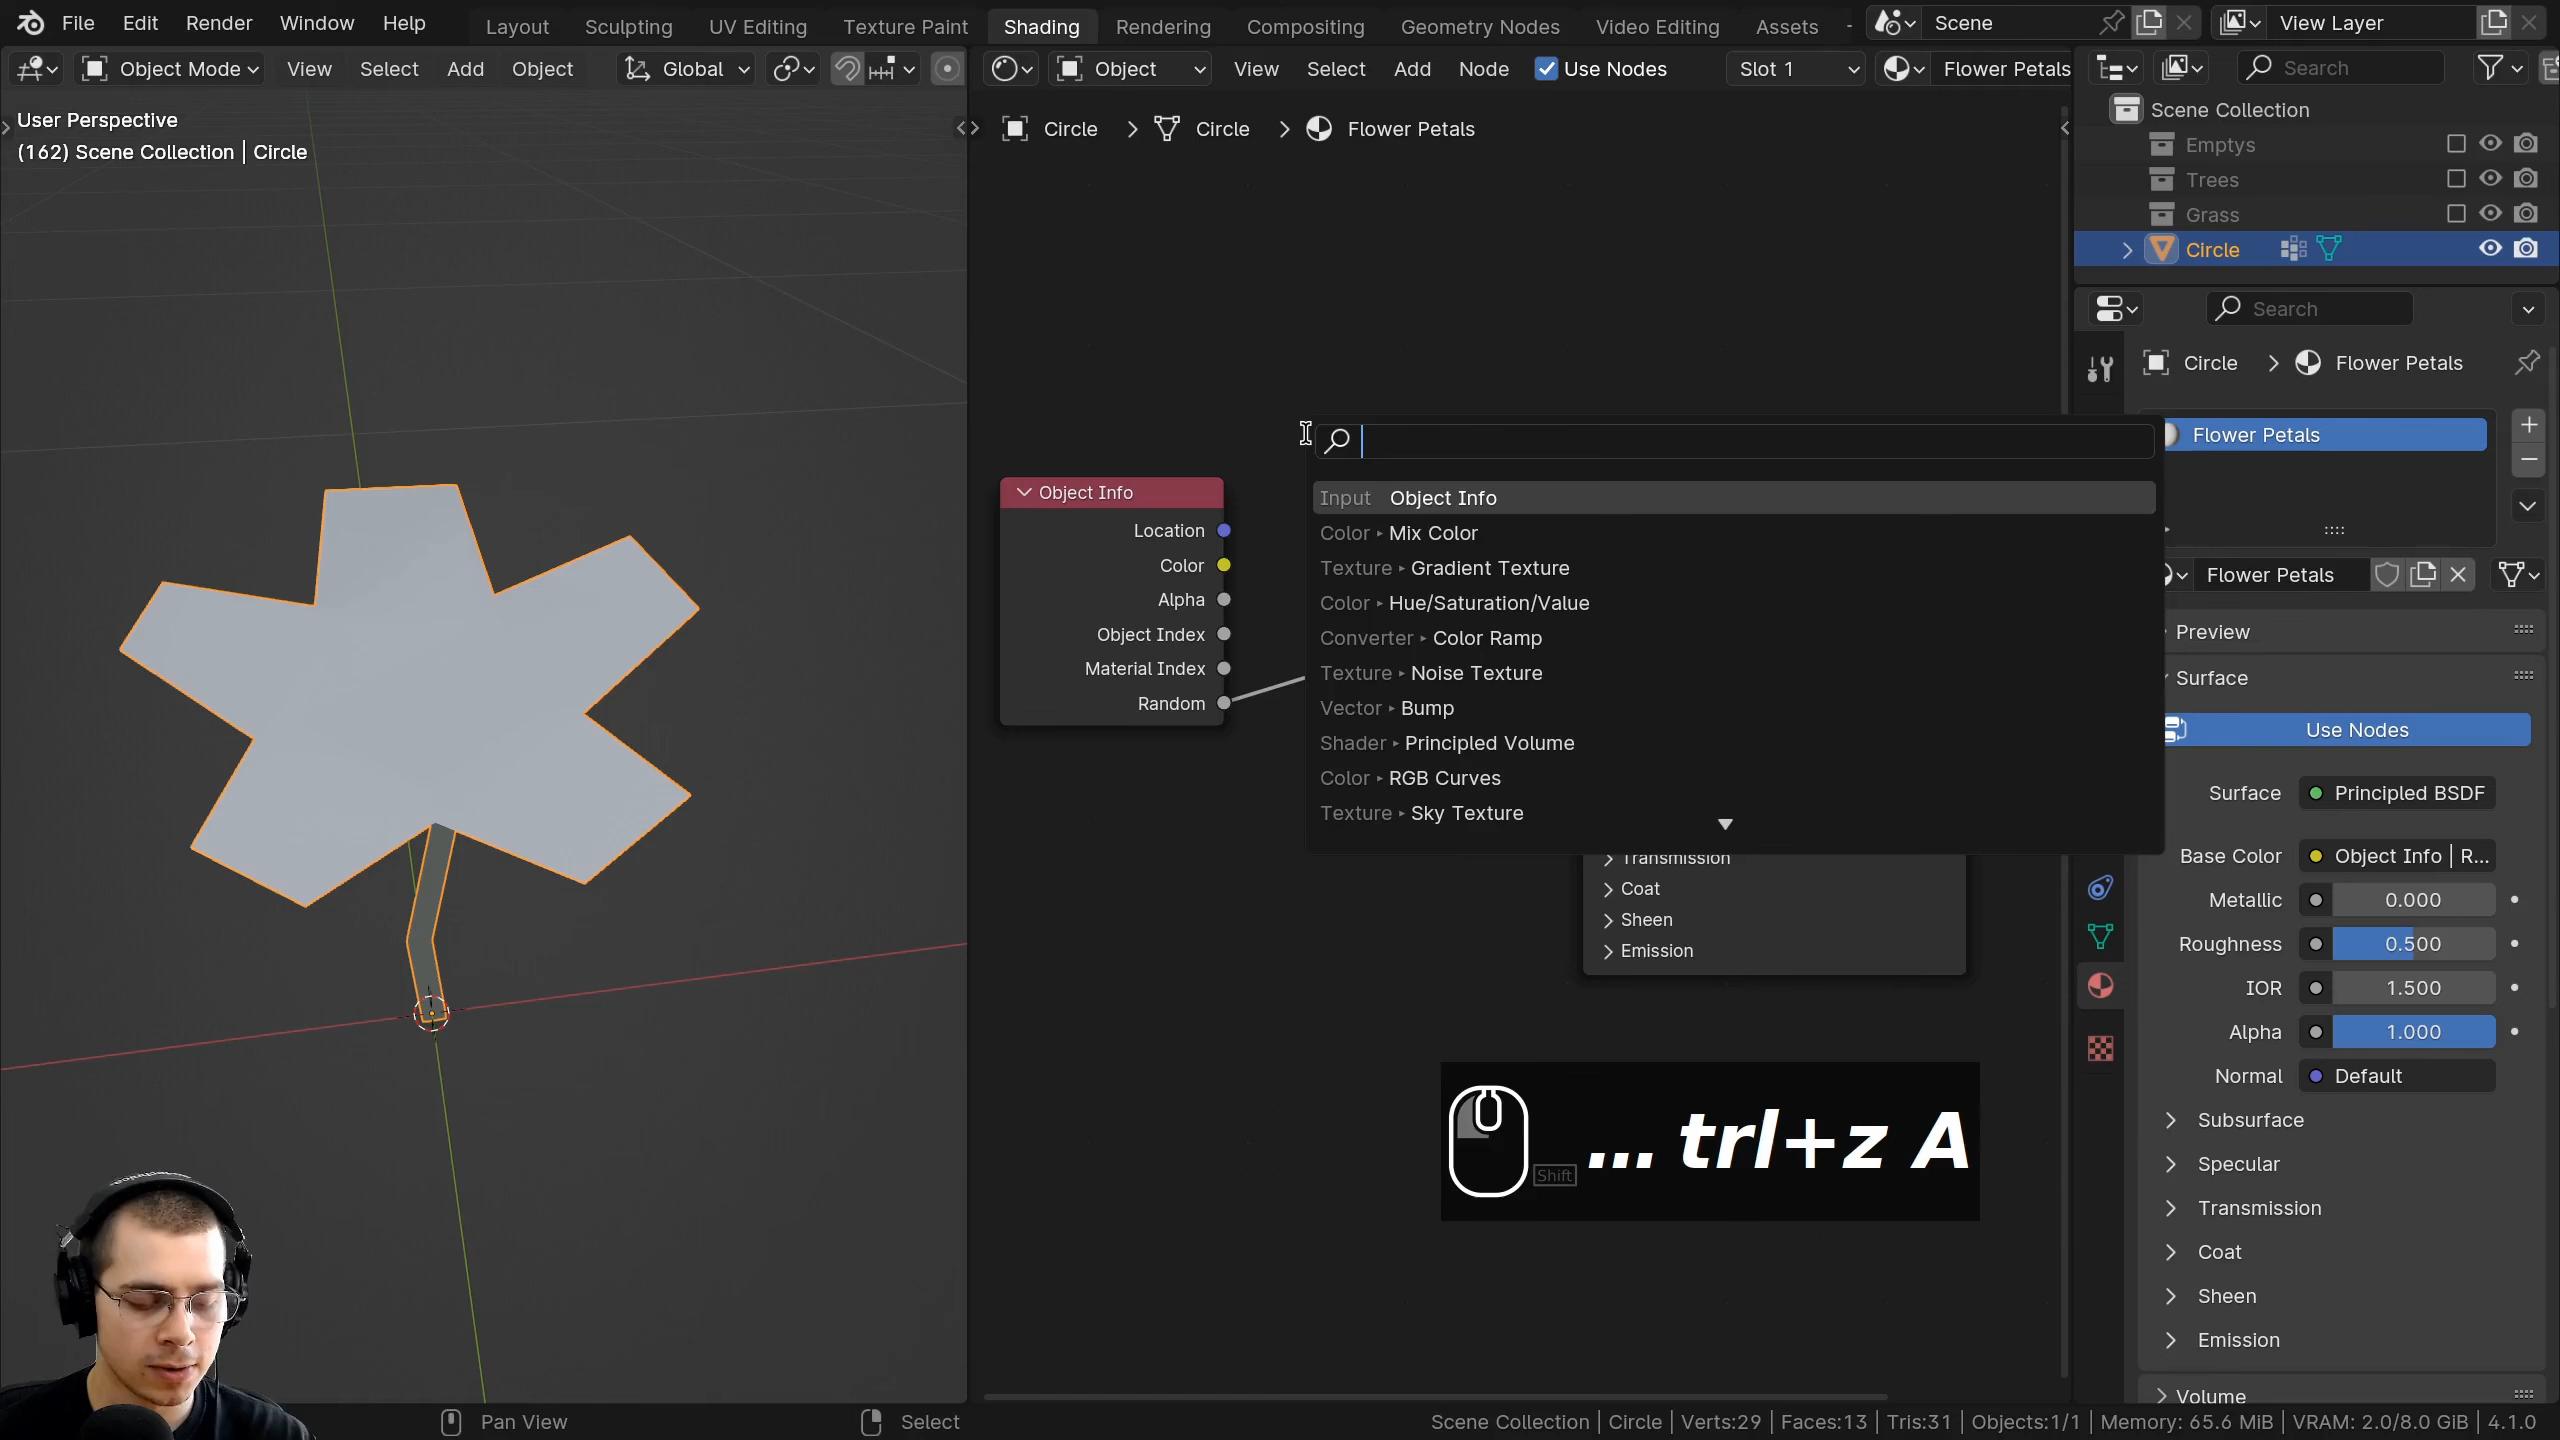 File Edit Render Window Help Layout Sculpting UV Editing Texture Paint Shading Rendering Compositing Geometry Nodes Video Editing Assets Scene View Layer
Object Mode View Select Add Object Global Object View Select Add Node Use Nodes Slot 1 Flower Petals Search
User Perspective
(162) Scene Collection | Circle
Circle > Circle > Flower Petals
Scene Collection
Emptys
Trees
Grass
Circle
Search
Circle > Flower Petals
Flower Petals
Object Info
Location
Color
Alpha
Object Index
Material Index
Random
Input Object Info
Color ▸ Mix Color
Texture ▸ Gradient Texture
Color ▸ Hue/Saturation/Value
Converter ▸ Color Ramp
Texture ▸ Noise Texture
Vector ▸ Bump
Shader ▸ Principled Volume
Color ▸ RGB Curves
Texture ▸ Sky Texture
Transmission
Coat
Sheen
Emission
Shift ... trl+z A
Flower Petals
Preview
Surface
Use Nodes
Surface Principled BSDF
Base Color Object Info | R...
Metallic 0.000
Roughness 0.500
IOR 1.500
Alpha 1.000
Normal Default
Subsurface
Specular
Transmission
Coat
Sheen
Emission
Volume
Pan View Select Scene Collection | Circle | Verts:29 | Faces:13 | Tris:31 | Objects:1/1 | Memory: 65.6 MiB | VRAM: 2.0/8.0 GiB | 4.1.0